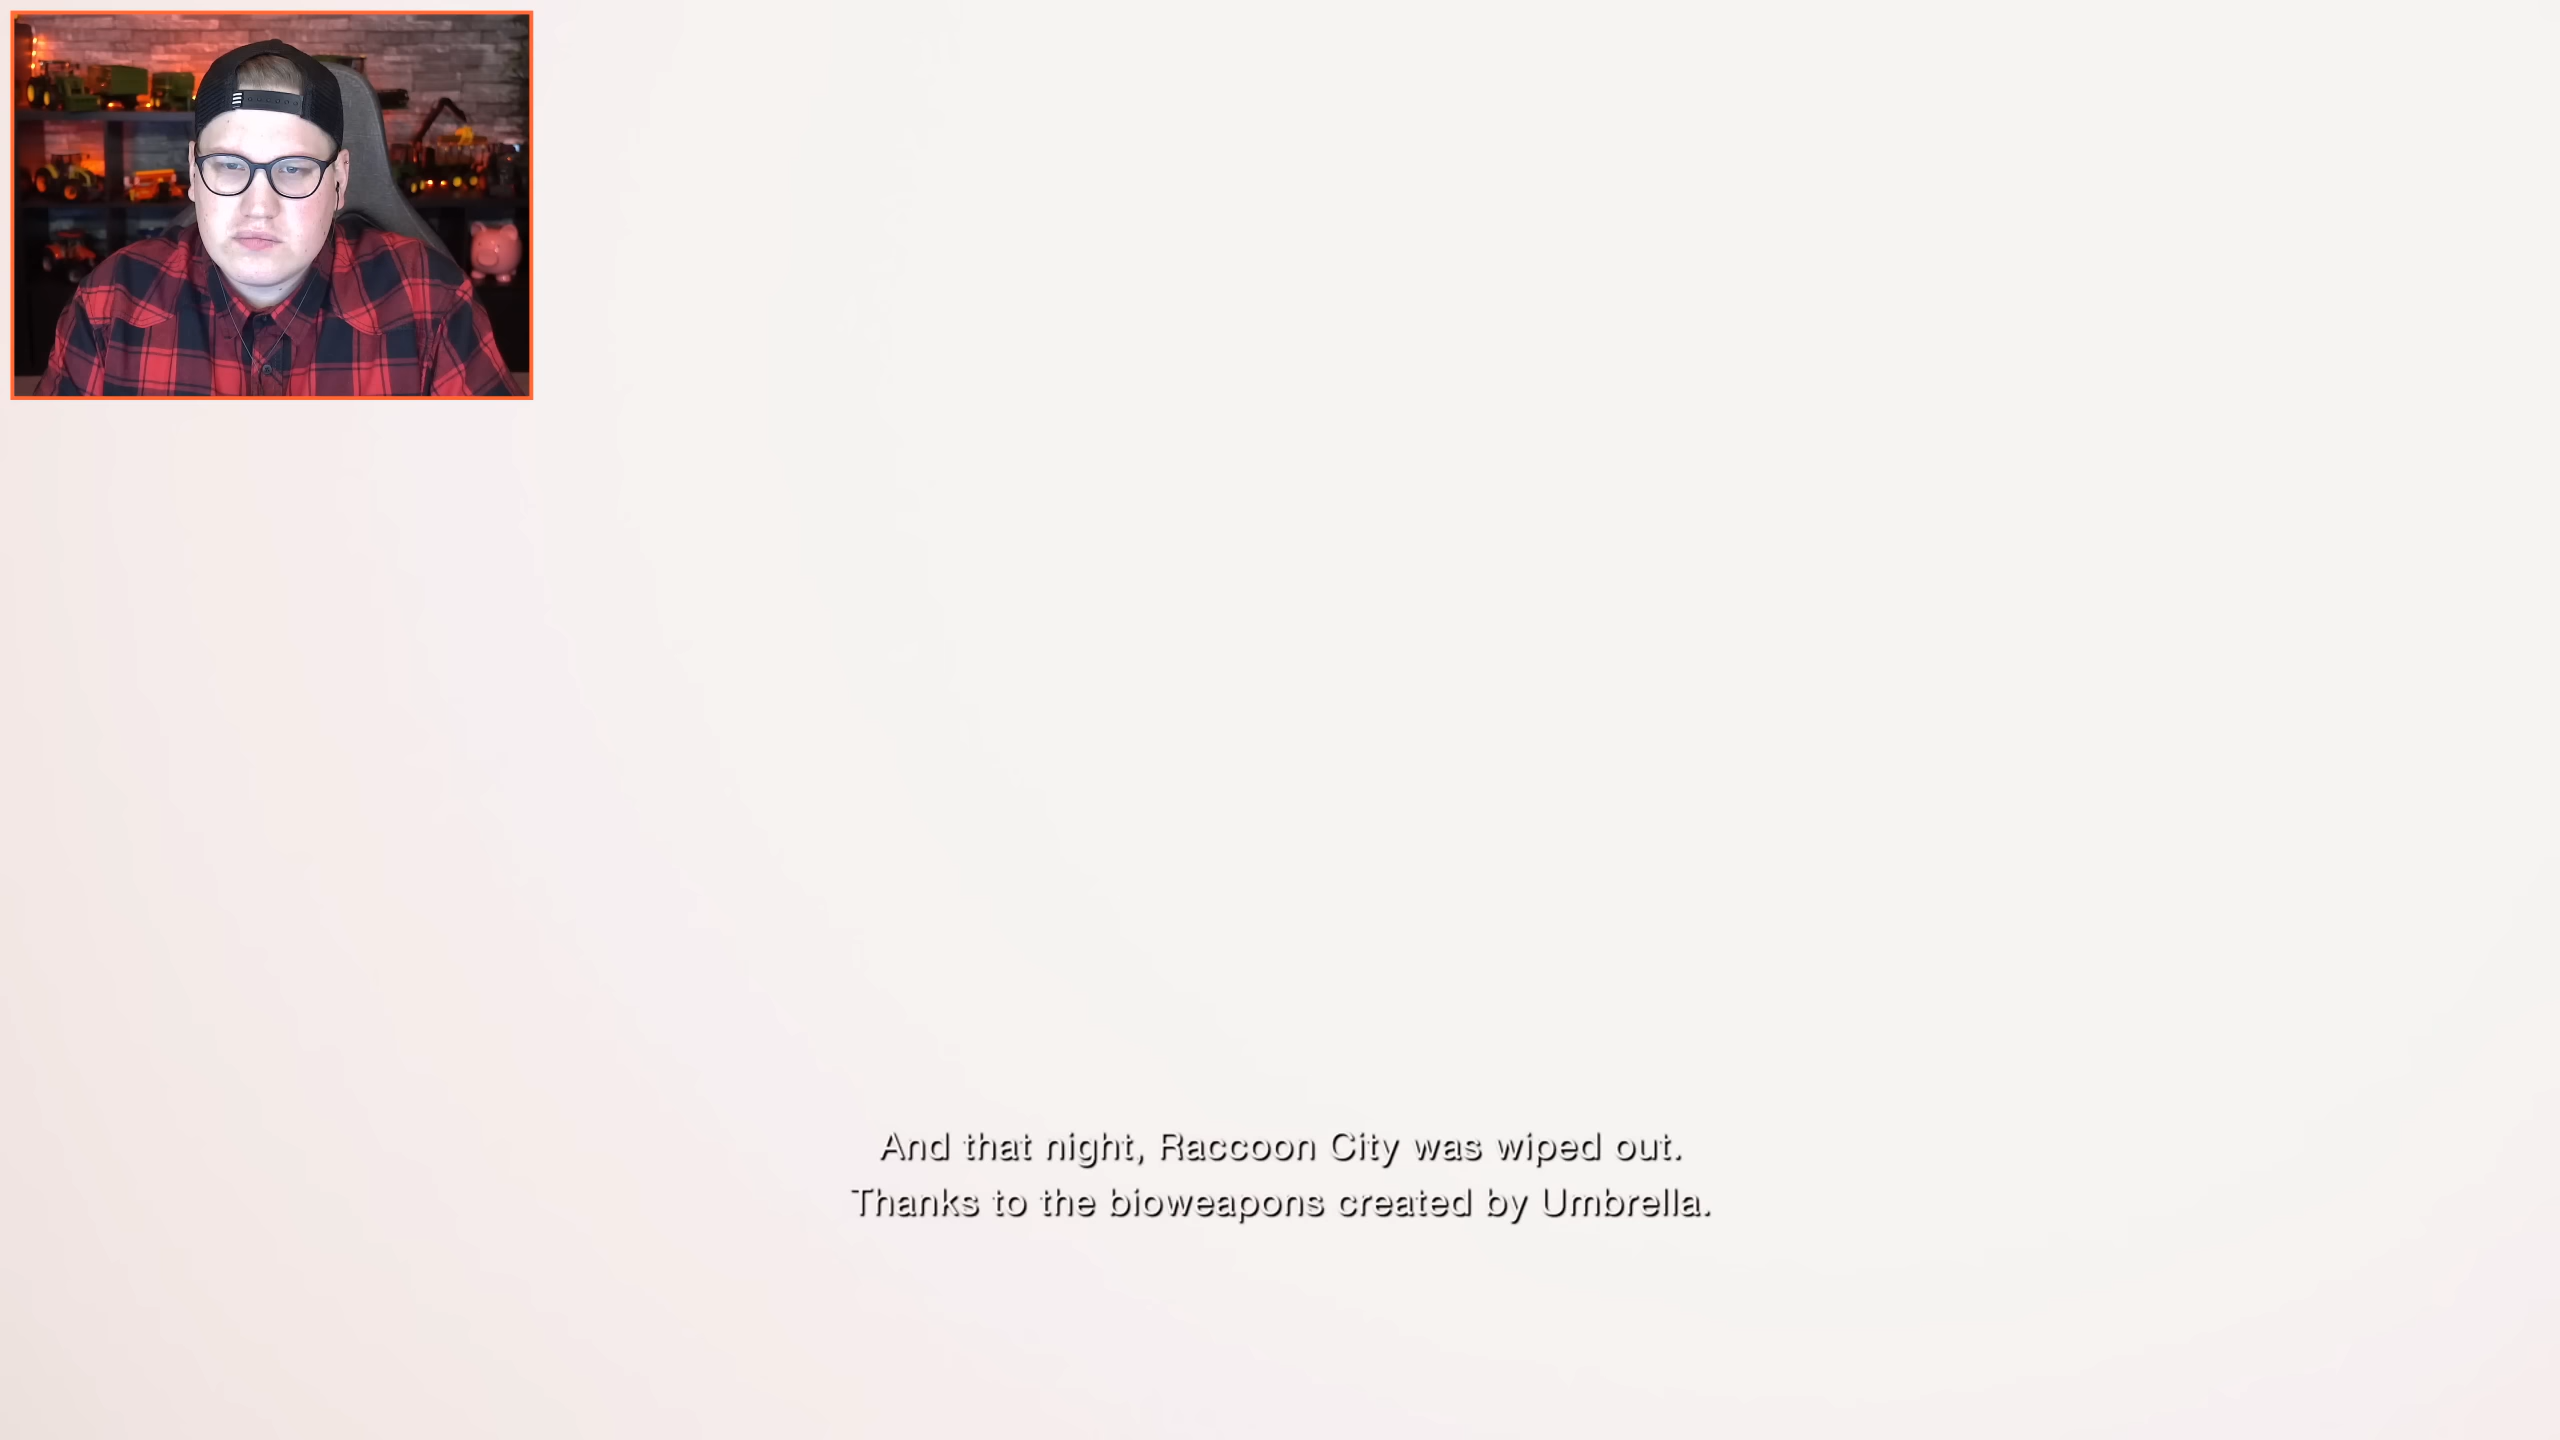 And that night, Raccoon City was wiped out.
Thanks to the bioweapons created by Umbrella.